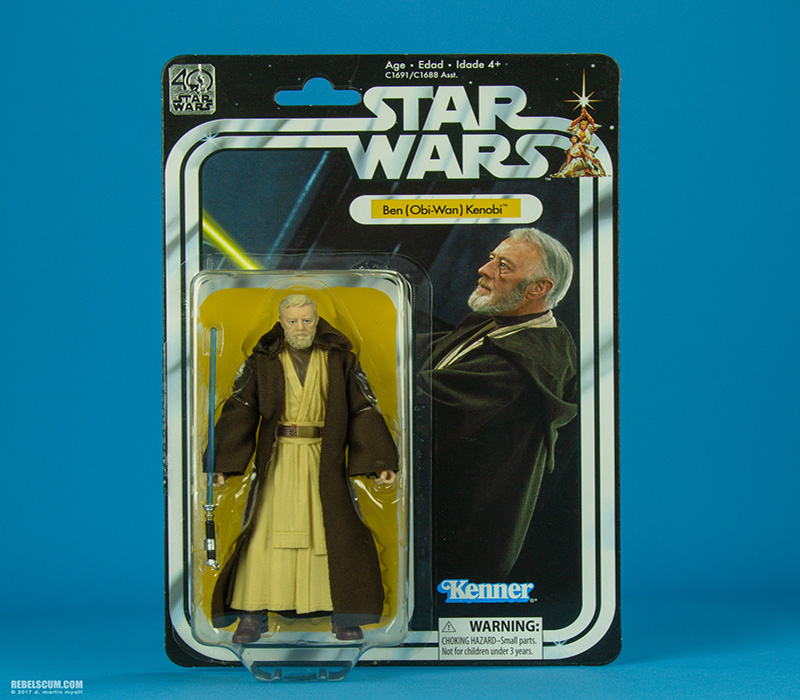 Age • Edad • Idade 4+
C1691/C1688 Asst.
40
STAR
WARS
STAR
WARS
Ben (Obi-Wan) Kenobi™
Kenner®
WARNING:
CHOKING HAZARD–Small parts.
Not for children under 3 years.
REBELSCUM.COM
© 2017 d. martin myatt